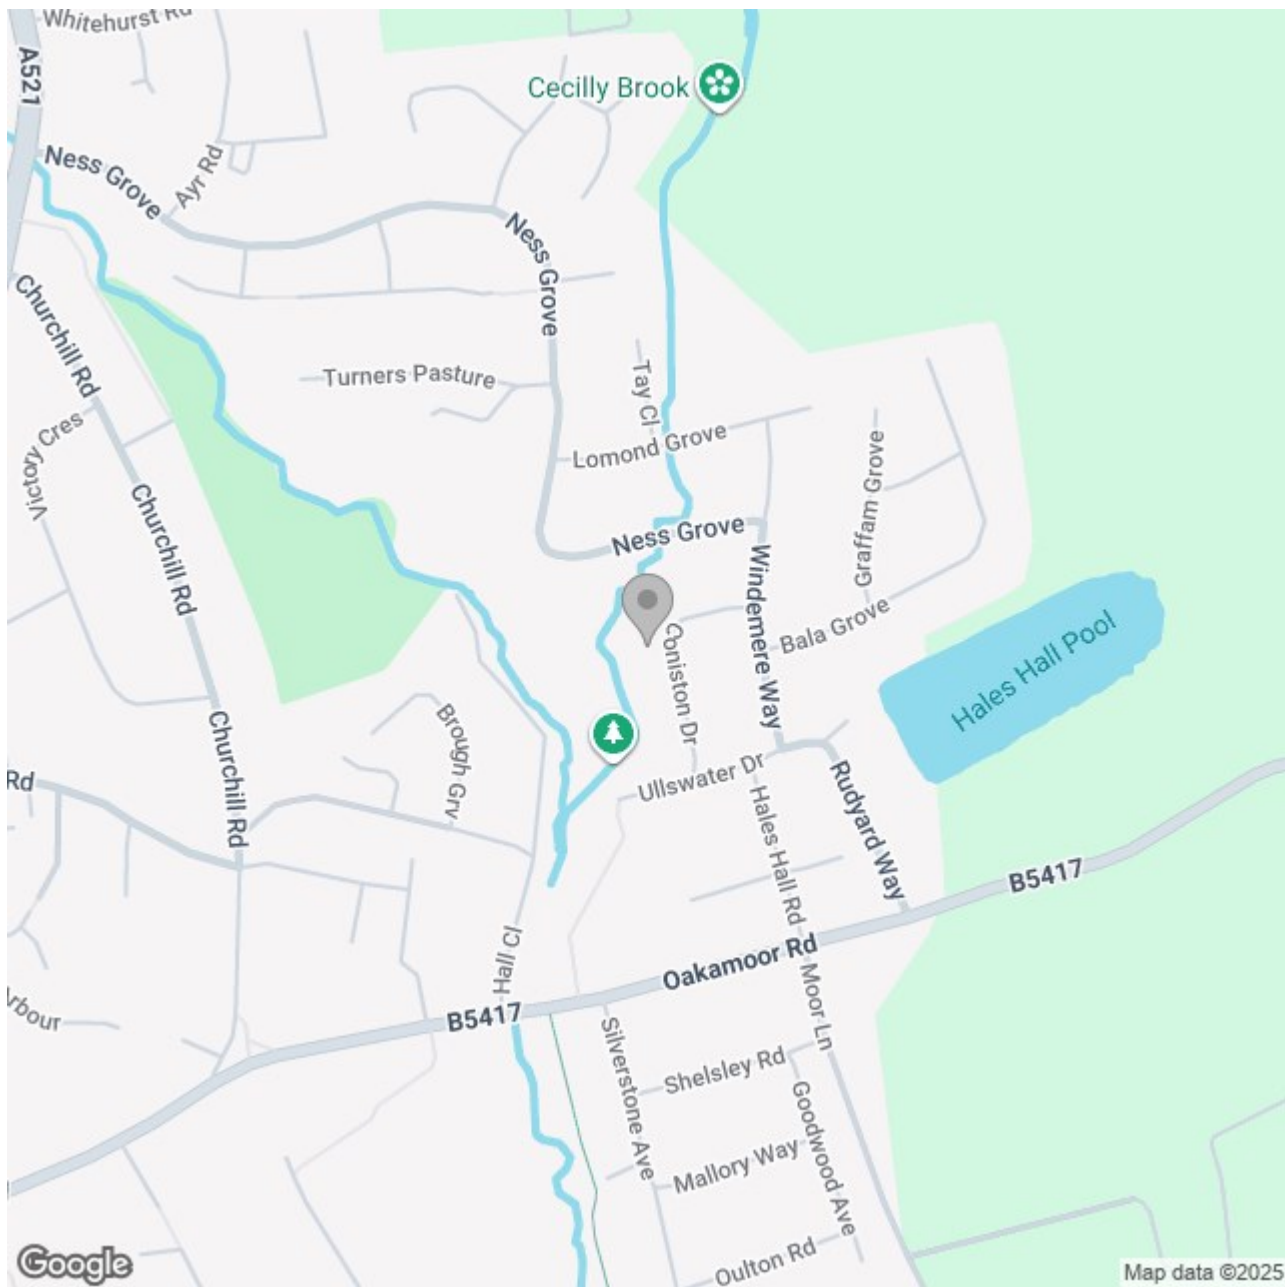 Whitehurst Rd
A521
Cecilly Brook
Ness Grove
Ayr Rd
Ness Grove
Churchill Rd
Turners Pasture
Tay Cl
Victory Cres
Lomond Grove
Graffam Grove
Churchill Rd
Ness Grove
Windemere Way
Bala Grove
Coniston Dr
Hales Hall Pool
Brough Grv
Churchill Rd
Rd
Ullswater Dr
Rudyard Way
Hales Hall Rd
B5417
Hall Cl
Oakamoor Rd
Moor Ln
rbour
B5417
Silverstone Ave
Shelsley Rd
Goodwood Ave
Mallory Way
Oulton Rd
Google
Map data ©2025